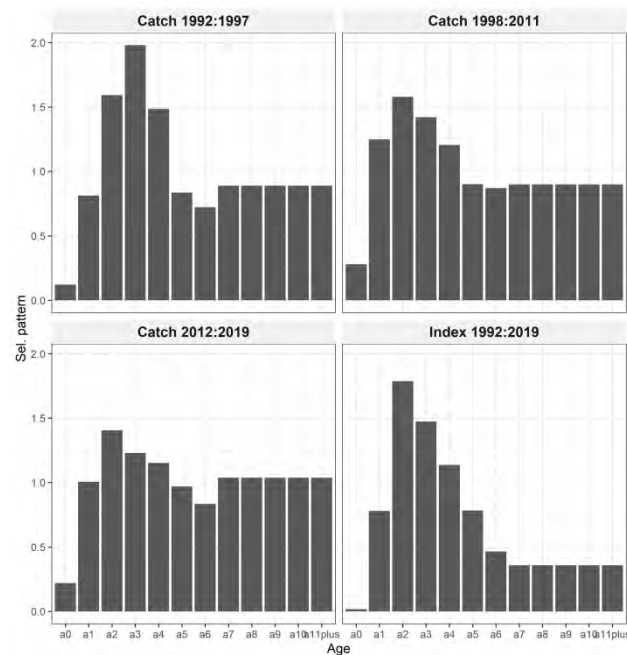 Catch 1992:1997 Catch 1998:2011
2.0
1.5
1.0
0.5
0.0
Catch 2012:2019 Index 1992:2019
2.0
1.5
1.0
0.5
0.0
Sel. pattern
a0 a1 a2 a3 a4 a5 a6 a7 a8 a9 a10 a11plus a0 a1 a2 a3 a4 a5 a6 a7 a8 a9 a10 a11plus
Age